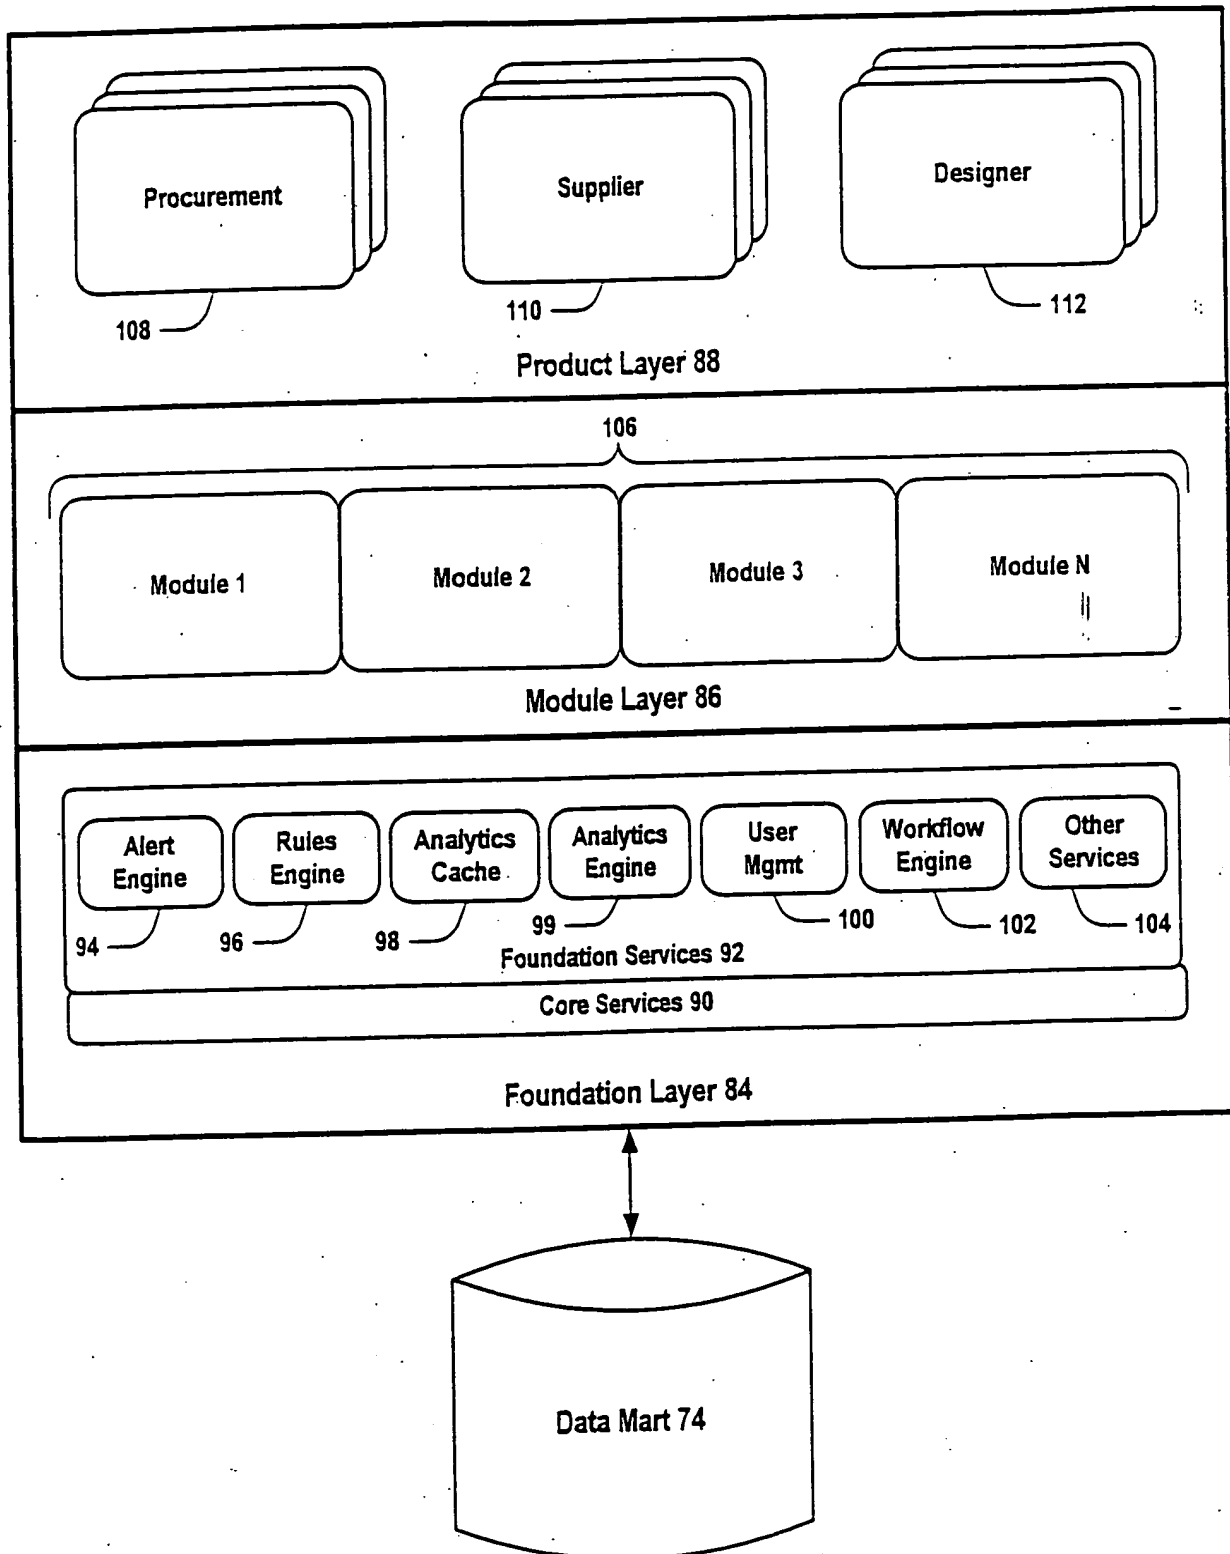 Procurement
Supplier
Designer
108
110
112
Product Layer 88
106
Module 1
Module 2
Module 3
Module N
Module Layer 86
Alert
Engine
Rules
Engine
Analytics
Cache
Analytics
Engine
User
Mgmt
Workflow
Engine
Other
Services
94
96
98
99
100
102
104
Foundation Services 92
Core Services 90
Foundation Layer 84
Data Mart 74